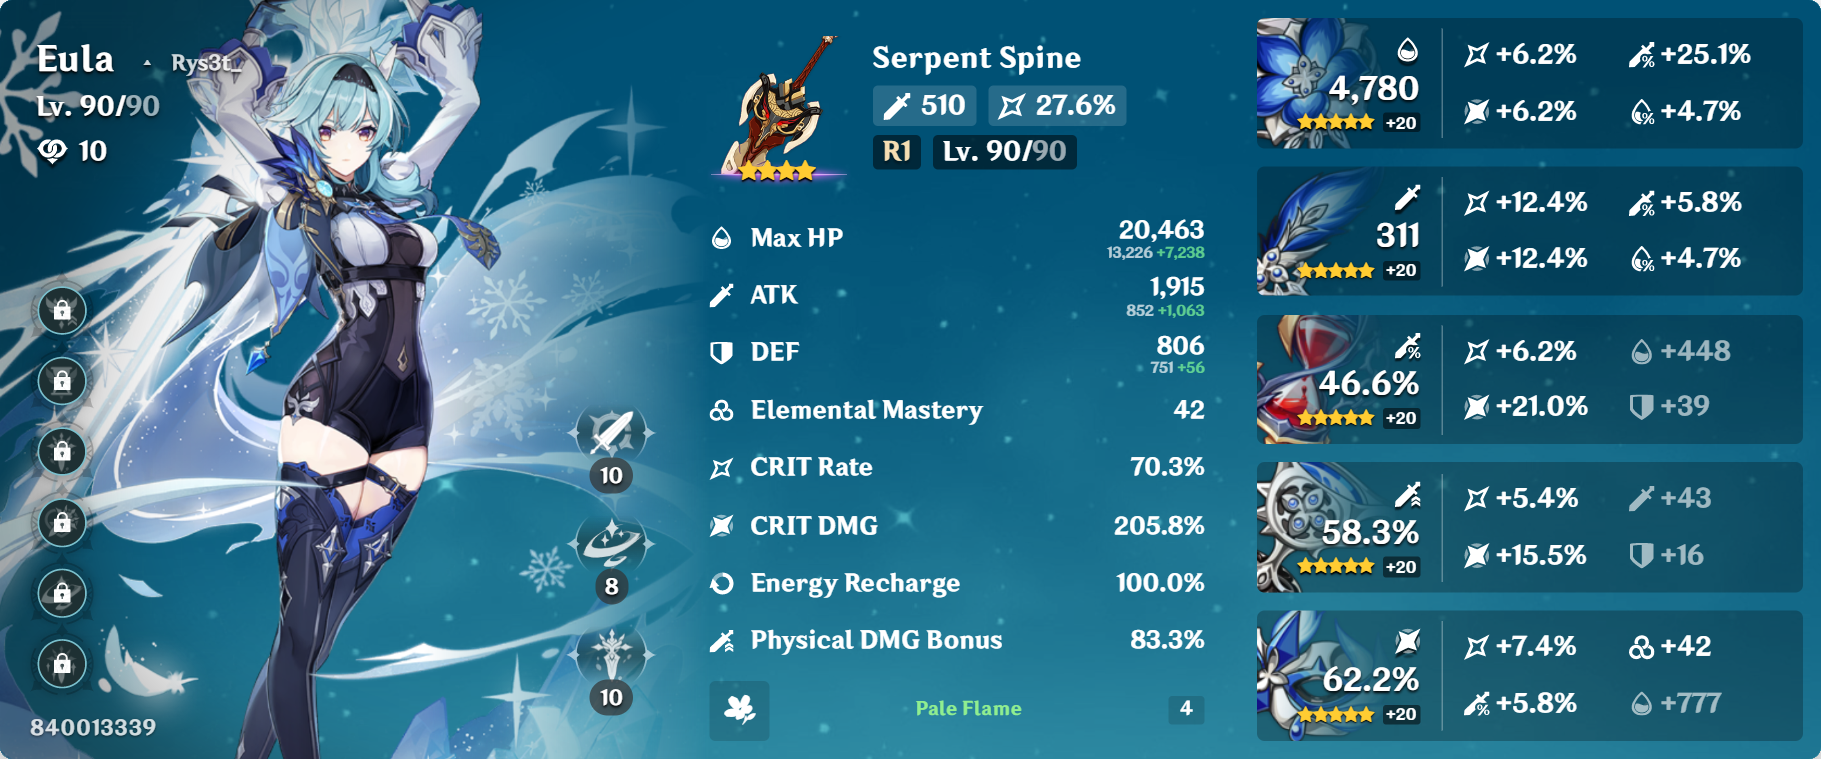 Eula • Rys3t_
Lv. 90/90
10
10
8
10
840013339
Serpent Spine
510 27.6%
R1 Lv. 90/90
Max HP 20,463
13,226 +7,238
ATK 1,915
852 +1,063
DEF 806
751 +56
Elemental Mastery 42
CRIT Rate 70.3%
CRIT DMG 205.8%
Energy Recharge 100.0%
Physical DMG Bonus 83.3%
Pale Flame 4
4,780
+20
+6.2% +25.1%
+6.2% +4.7%
311
+20
+12.4% +5.8%
+12.4% +4.7%
46.6%
+20
+6.2% +448
+21.0% +39
58.3%
+20
+5.4% +43
+15.5% +16
62.2%
+20
+7.4% +42
+5.8% +777